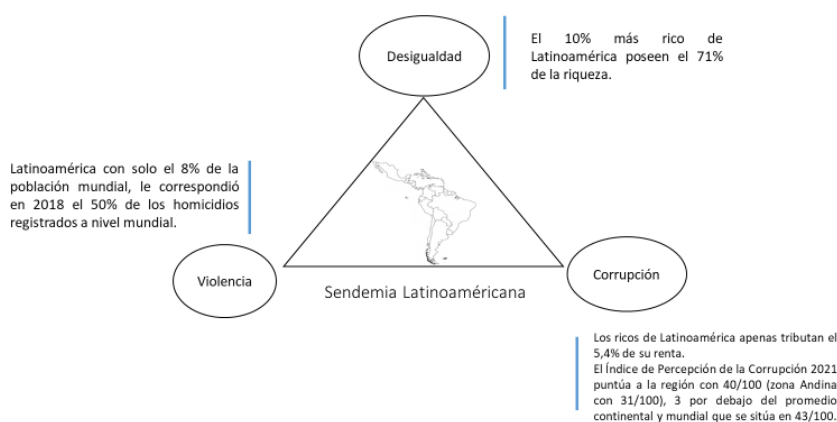 Desigualdad
El 10% más rico de
Latinoamérica poseen el 71%
de la riqueza.
Latinoamérica con solo el 8% de la
población mundial, le correspondió
en 2018 el 50% de los homicidios
registrados a nivel mundial.
Violencia
Corrupción
Sendemia Latinoaméricana
Los ricos de Latinoamérica apenas tributan el
5,4% de su renta.
El Índice de Percepción de la Corrupción 2021
puntúa a la región con 40/100 (zona Andina
con 31/100), 3 por debajo del promedio
continental y mundial que se sitúa en 43/100.